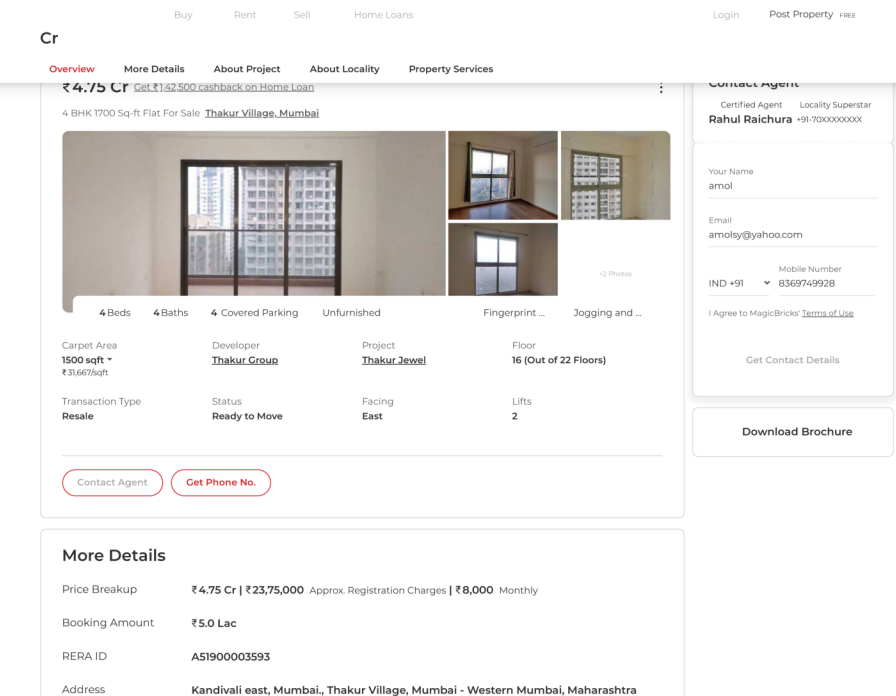 Buy Rent Sell Home Loans Login Post Property FREE
Cr
Overview More Details About Project About Locality Property Services
₹4.75 Cr Get ₹1,42,500 cashback on Home Loan
4 BHK 1700 Sq-ft Flat For Sale Thakur Village, Mumbai
4 Beds 4 Baths 4 Covered Parking Unfurnished
+2 Photos
Fingerprint ... Jogging and ...
Carpet Area
1500 sqft
₹31,667/sqft
Developer
Thakur Group
Project
Thakur Jewel
Floor
16 (Out of 22 Floors)
Transaction Type
Resale
Status
Ready to Move
Facing
East
Lifts
2
Contact Agent Get Phone No.
More Details
Price Breakup ₹4.75 Cr | ₹23,75,000 Approx. Registration Charges | ₹8,000 Monthly
Booking Amount ₹5.0 Lac
RERA ID A51900003593
Address Kandivali east, Mumbai., Thakur Village, Mumbai - Western Mumbai, Maharashtra
Contact Agent
Certified Agent Locality Superstar
Rahul Raichura +91-70XXXXXXXX
Your Name
amol
Email
amolsy@yahoo.com
Mobile Number
IND +91 8369749928
I Agree to MagicBricks' Terms of Use
Get Contact Details
Download Brochure